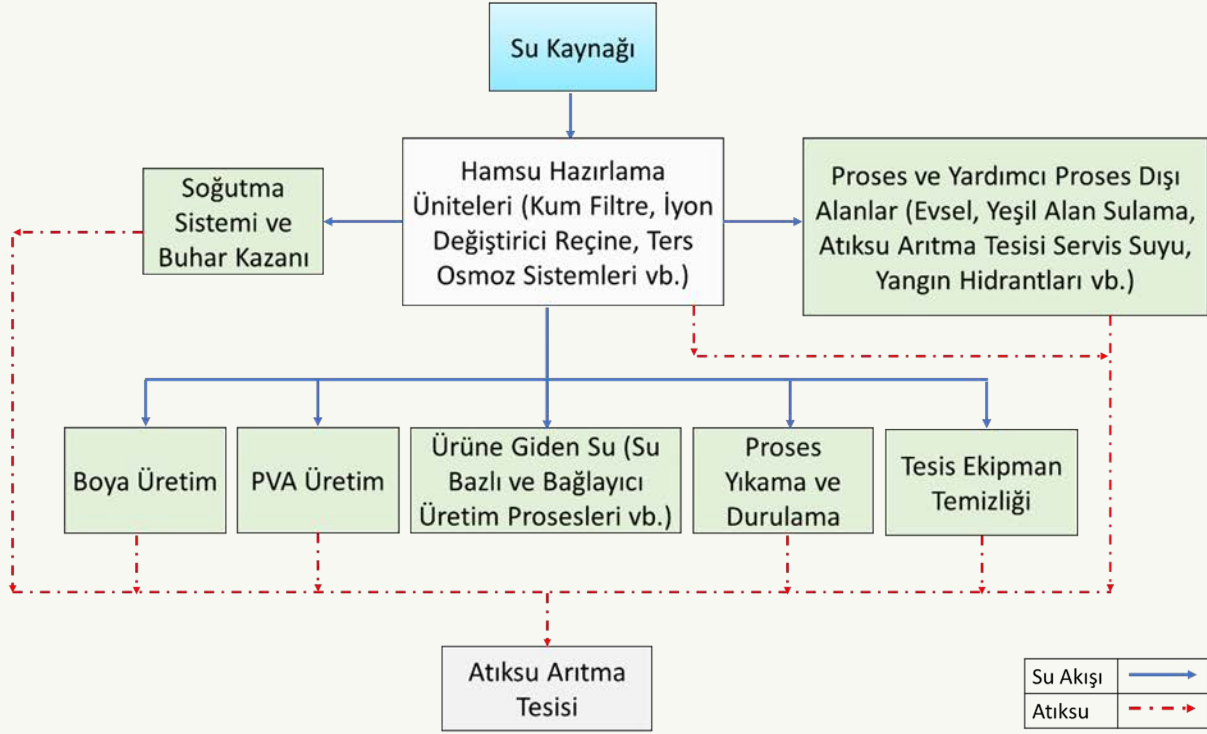 Su Kaynağı
Hamsu Hazırlama
Üniteleri (Kum Filtre, İyon
Değiştirici Reçine, Ters
Osmoz Sistemleri vb.)
Soğutma
Sistemi ve
Buhar Kazanı
Proses ve Yardımcı Proses Dışı
Alanlar (Evsel, Yeşil Alan Sulama,
Atıksu Arıtma Tesisi Servis Suyu,
Yangın Hidrantları vb.)
Boya Üretim
PVA Üretim
Ürüne Giden Su (Su
Bazlı ve Bağlayıcı
Üretim Prosesleri vb.)
Proses
Yıkama ve
Durulama
Tesis Ekipman
Temizliği
Atıksu Arıtma
Tesisi
Su Akışı
Atıksu